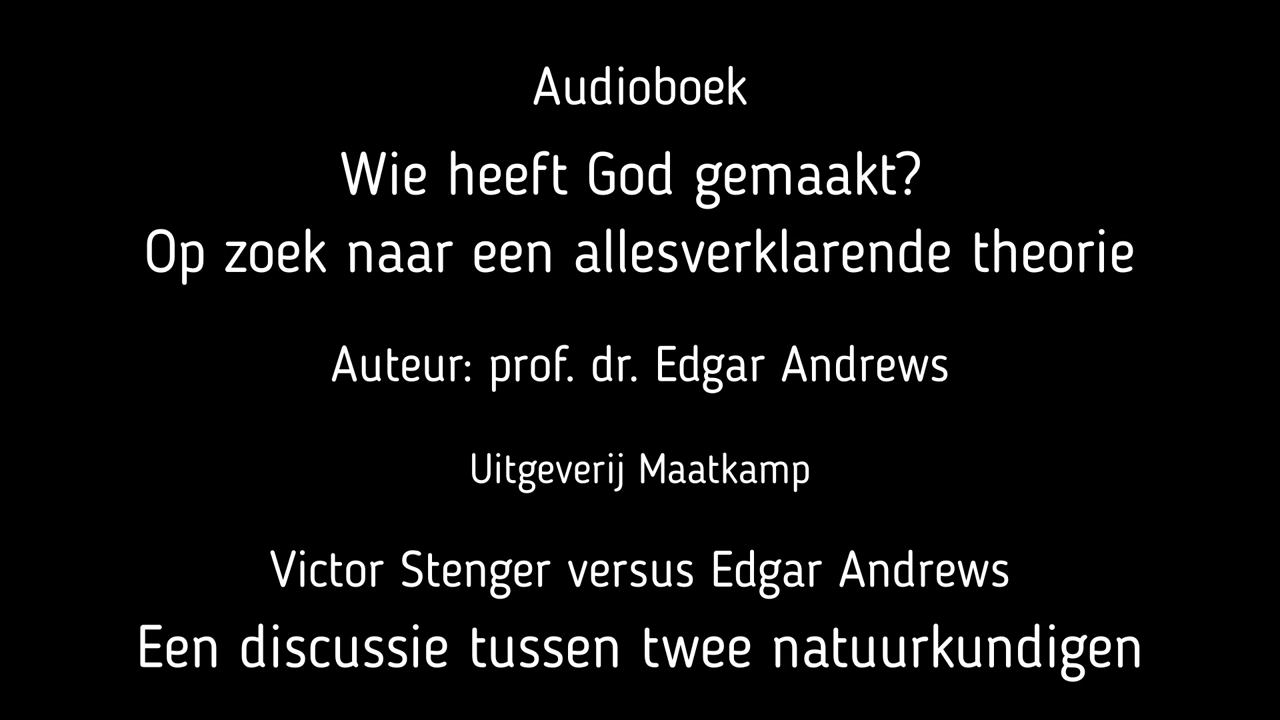 Audioboek
Wie heeft God gemaakt?
Op zoek naar een allesverklarende theorie
Auteur: prof. dr. Edgar Andrews
Uitgeverij Maatkamp
Victor Stenger versus Edgar Andrews
Een discussie tussen twee natuurkundigen